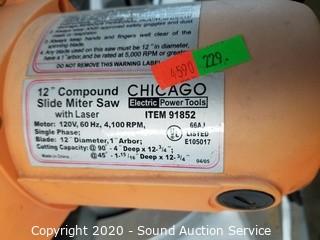 spinning blade.
4. Any blade used on this saw must be 12" in diameter,
have a 1" arbor, and be rated at 5,000 RPM or greater.
DO NOT REMOVE THIS WARNING LABEL!
4590 229.-
12" Compound
Slide Miter Saw
with Laser
CHICAGO
Electric Power Tools
ITEM 91852
Motor: 120V, 60 Hz, 4,100 RPM,
Single Phase;
Blade: 12" Diameter, 1" Arbor;
Cutting Capacity: @ 90° - 4" Deep x 12-3/4";
@ 45° - 1-15/16" Deep x 12-3/4"
66AJ
UL
LISTED
E105017
Made in China.
04/05
Copyright 2020 - Sound Auction Service